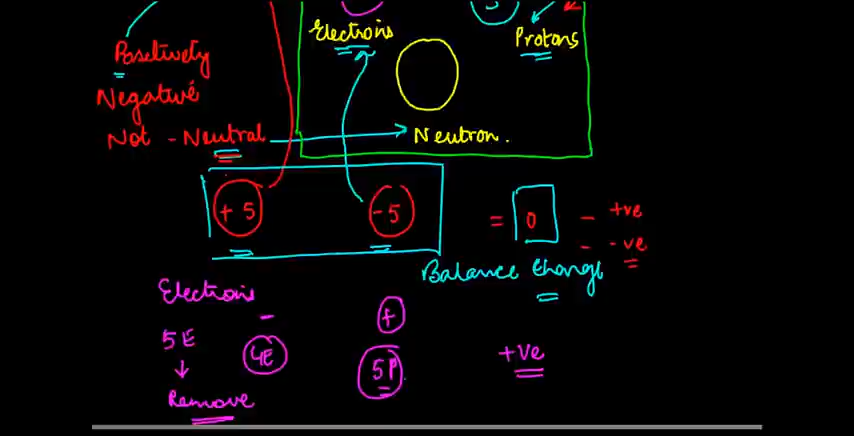 Electrons
Protons
Positively
Negative
Not - Neutral
Neutron.
+5 -5 = 0 - +ve
- -ve
Balance Change
Electrons
- +
5E 4E 5P +ve
Remove